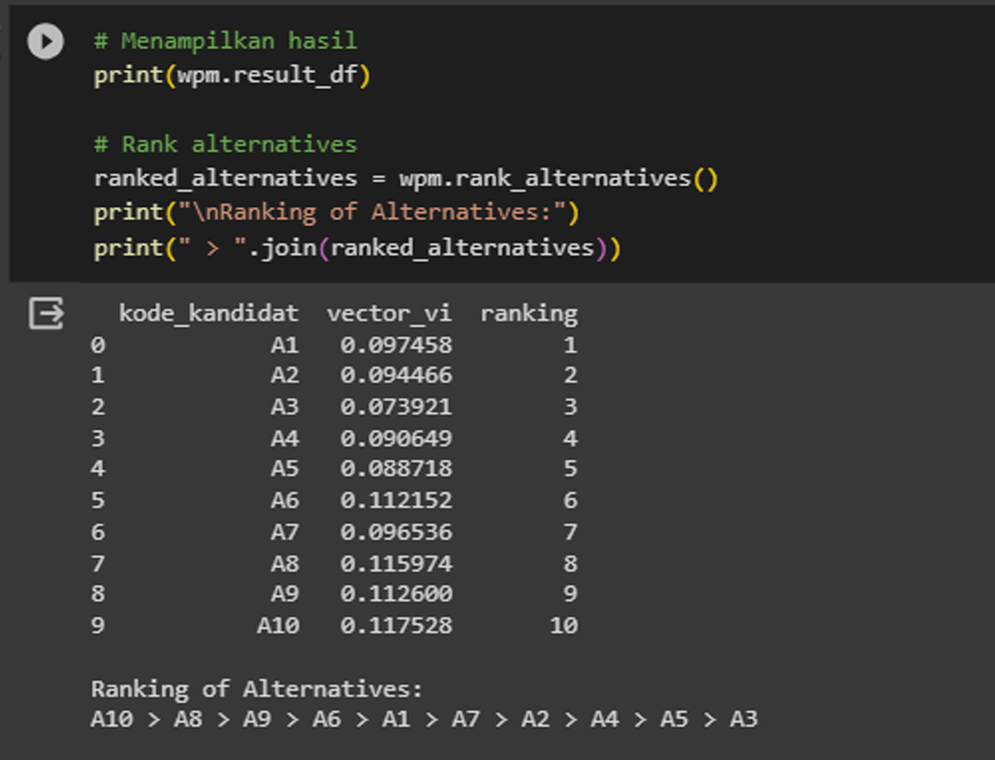 # Menampilkan hasil
print(wpm.result_df)
# Rank alternatives
ranked_alternatives = wpm.rank_alternatives()
print("\nRanking of Alternatives:")
print(" > ".join(ranked_alternatives))
kode_kandidat vector_vi ranking
0 A1 0.097458 1
1 A2 0.094466 2
2 A3 0.073921 3
3 A4 0.090649 4
4 A5 0.088718 5
5 A6 0.112152 6
6 A7 0.096536 7
7 A8 0.115974 8
8 A9 0.112600 9
9 A10 0.117528 10
Ranking of Alternatives:
A10 > A8 > A9 > A6 > A1 > A7 > A2 > A4 > A5 > A3